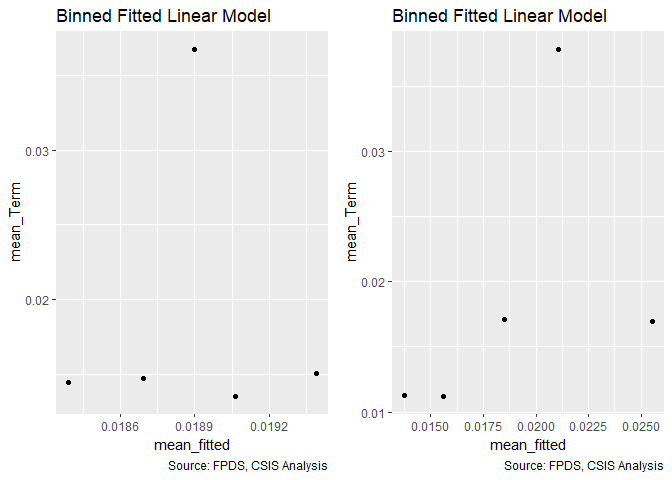 Binned Fitted Linear Model
mean_Term
0.03
0.02
0.0186 0.0189 0.0192
mean_fitted
Source: FPDS, CSIS Analysis
Binned Fitted Linear Model
mean_Term
0.03
0.02
0.01
0.0150 0.0175 0.0200 0.0225 0.0250
mean_fitted
Source: FPDS, CSIS Analysis